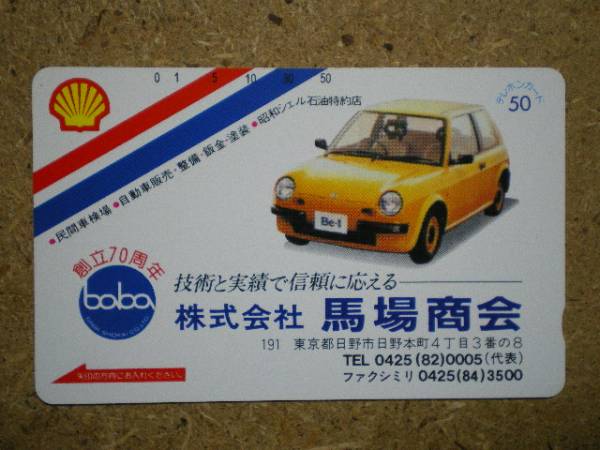 0 1 5 10 30 50
テレホンカード
50
●民間車検場 ●自動車販売・整備・鈑金・塗装 ●昭和シェル石油特約店
Be-1
創立70周年
baba
技術と実績で信頼に応える
株式会社 馬場商会
191 東京都日野市日野本町4丁目3番の8
TEL 0425(82)0005(代表)
ファクシミリ 0425(84)3500
矢印の方向にお入れください。